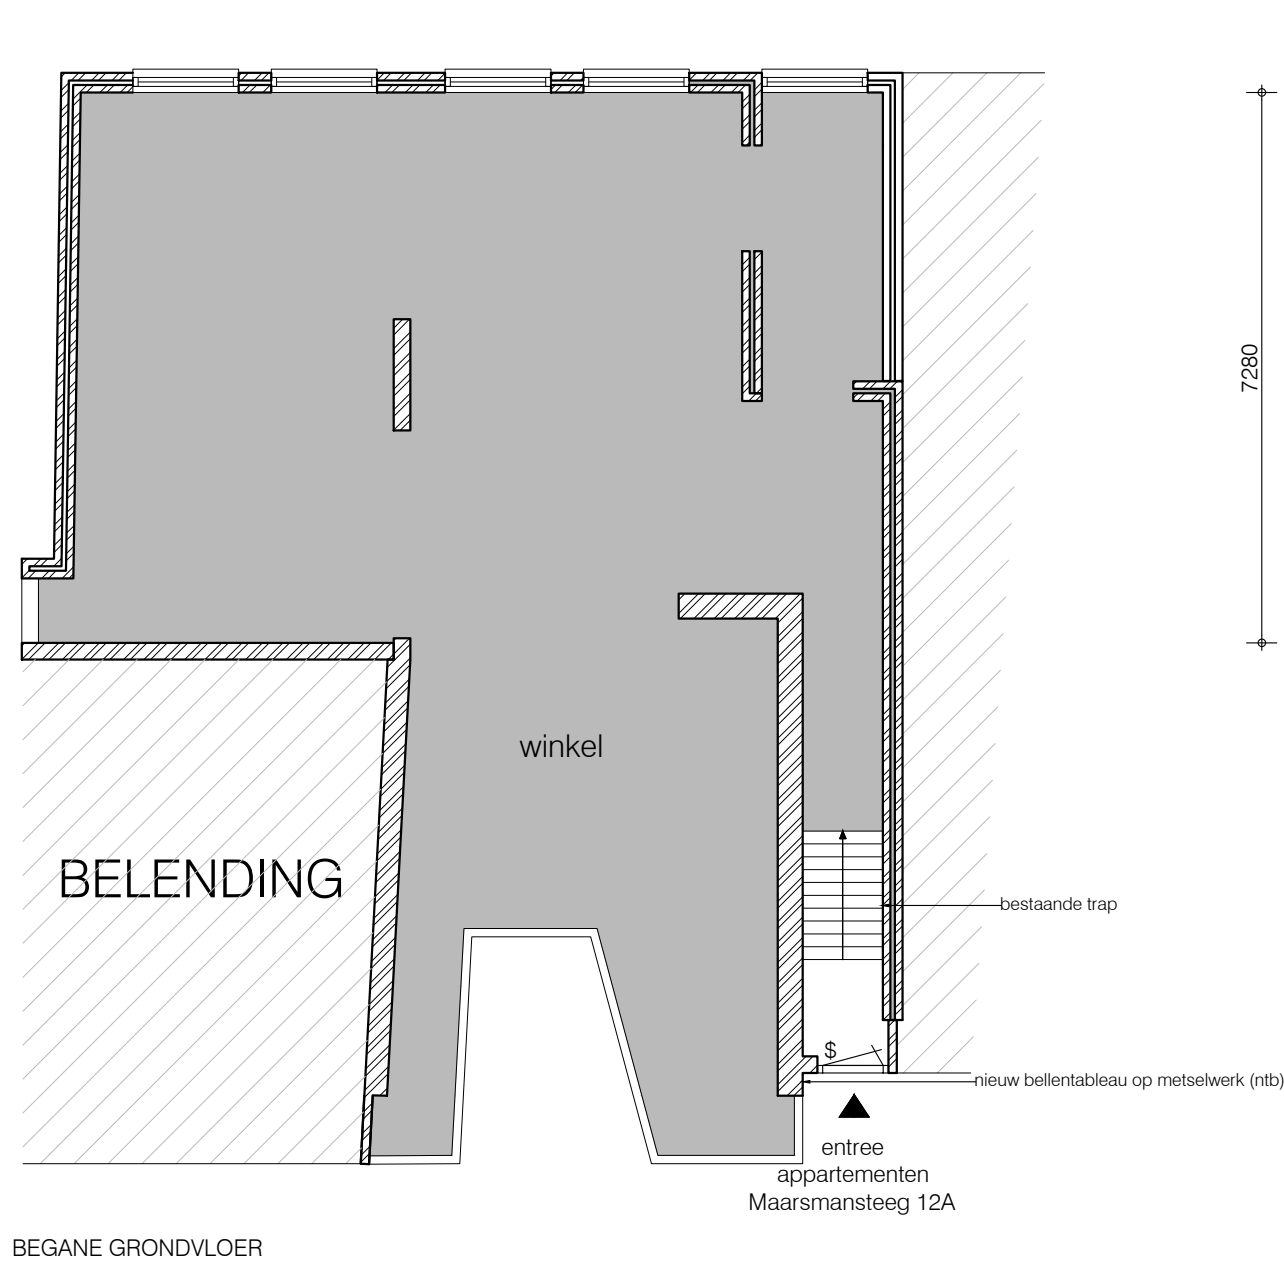 7280
winkel
BELENDING
bestaande trap
$
nieuw bellentableau op metselwerk (ntb)
entree
appartementen
Maarsmansteeg 12A
BEGANE GRONDVLOER